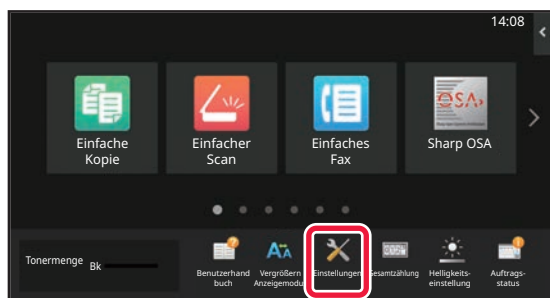 14:08
Einfache
Kopie
Einfacher
Scan
Einfaches
Fax
OSA
Sharp OSA
Tonermenge Bk
Benutzerhand
buch
Vergrößern
Anzeigemodu
Einstellungen
Gesamtzählung
Helligkeits-
einstellung
Auftrags-
status